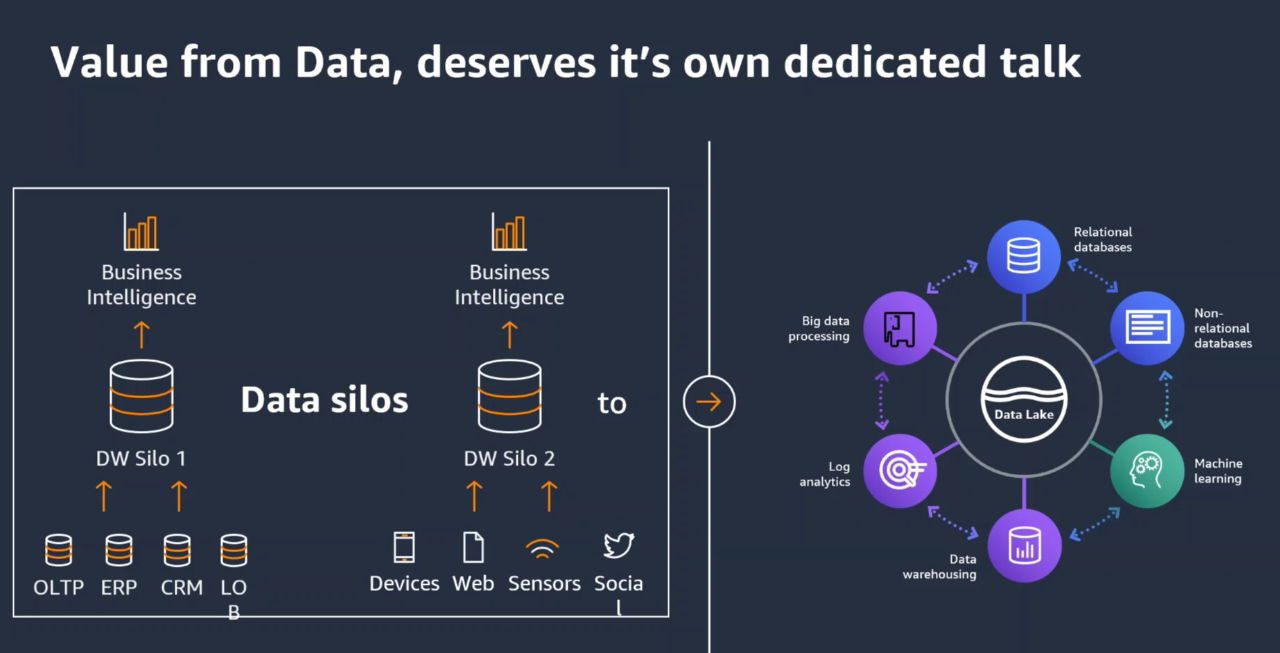 Value from Data, deserves it's own dedicated talk
Business
Intelligence
Business
Intelligence
Data silos
to
DW Silo 1
DW Silo 2
OLTP
ERP
CRM
LO
B
Devices
Web
Sensors
Socia
l
Relational
databases
Non-
relational
databases
Machine
learning
Data
warehousing
Log
analytics
Big data
processing
Data Lake